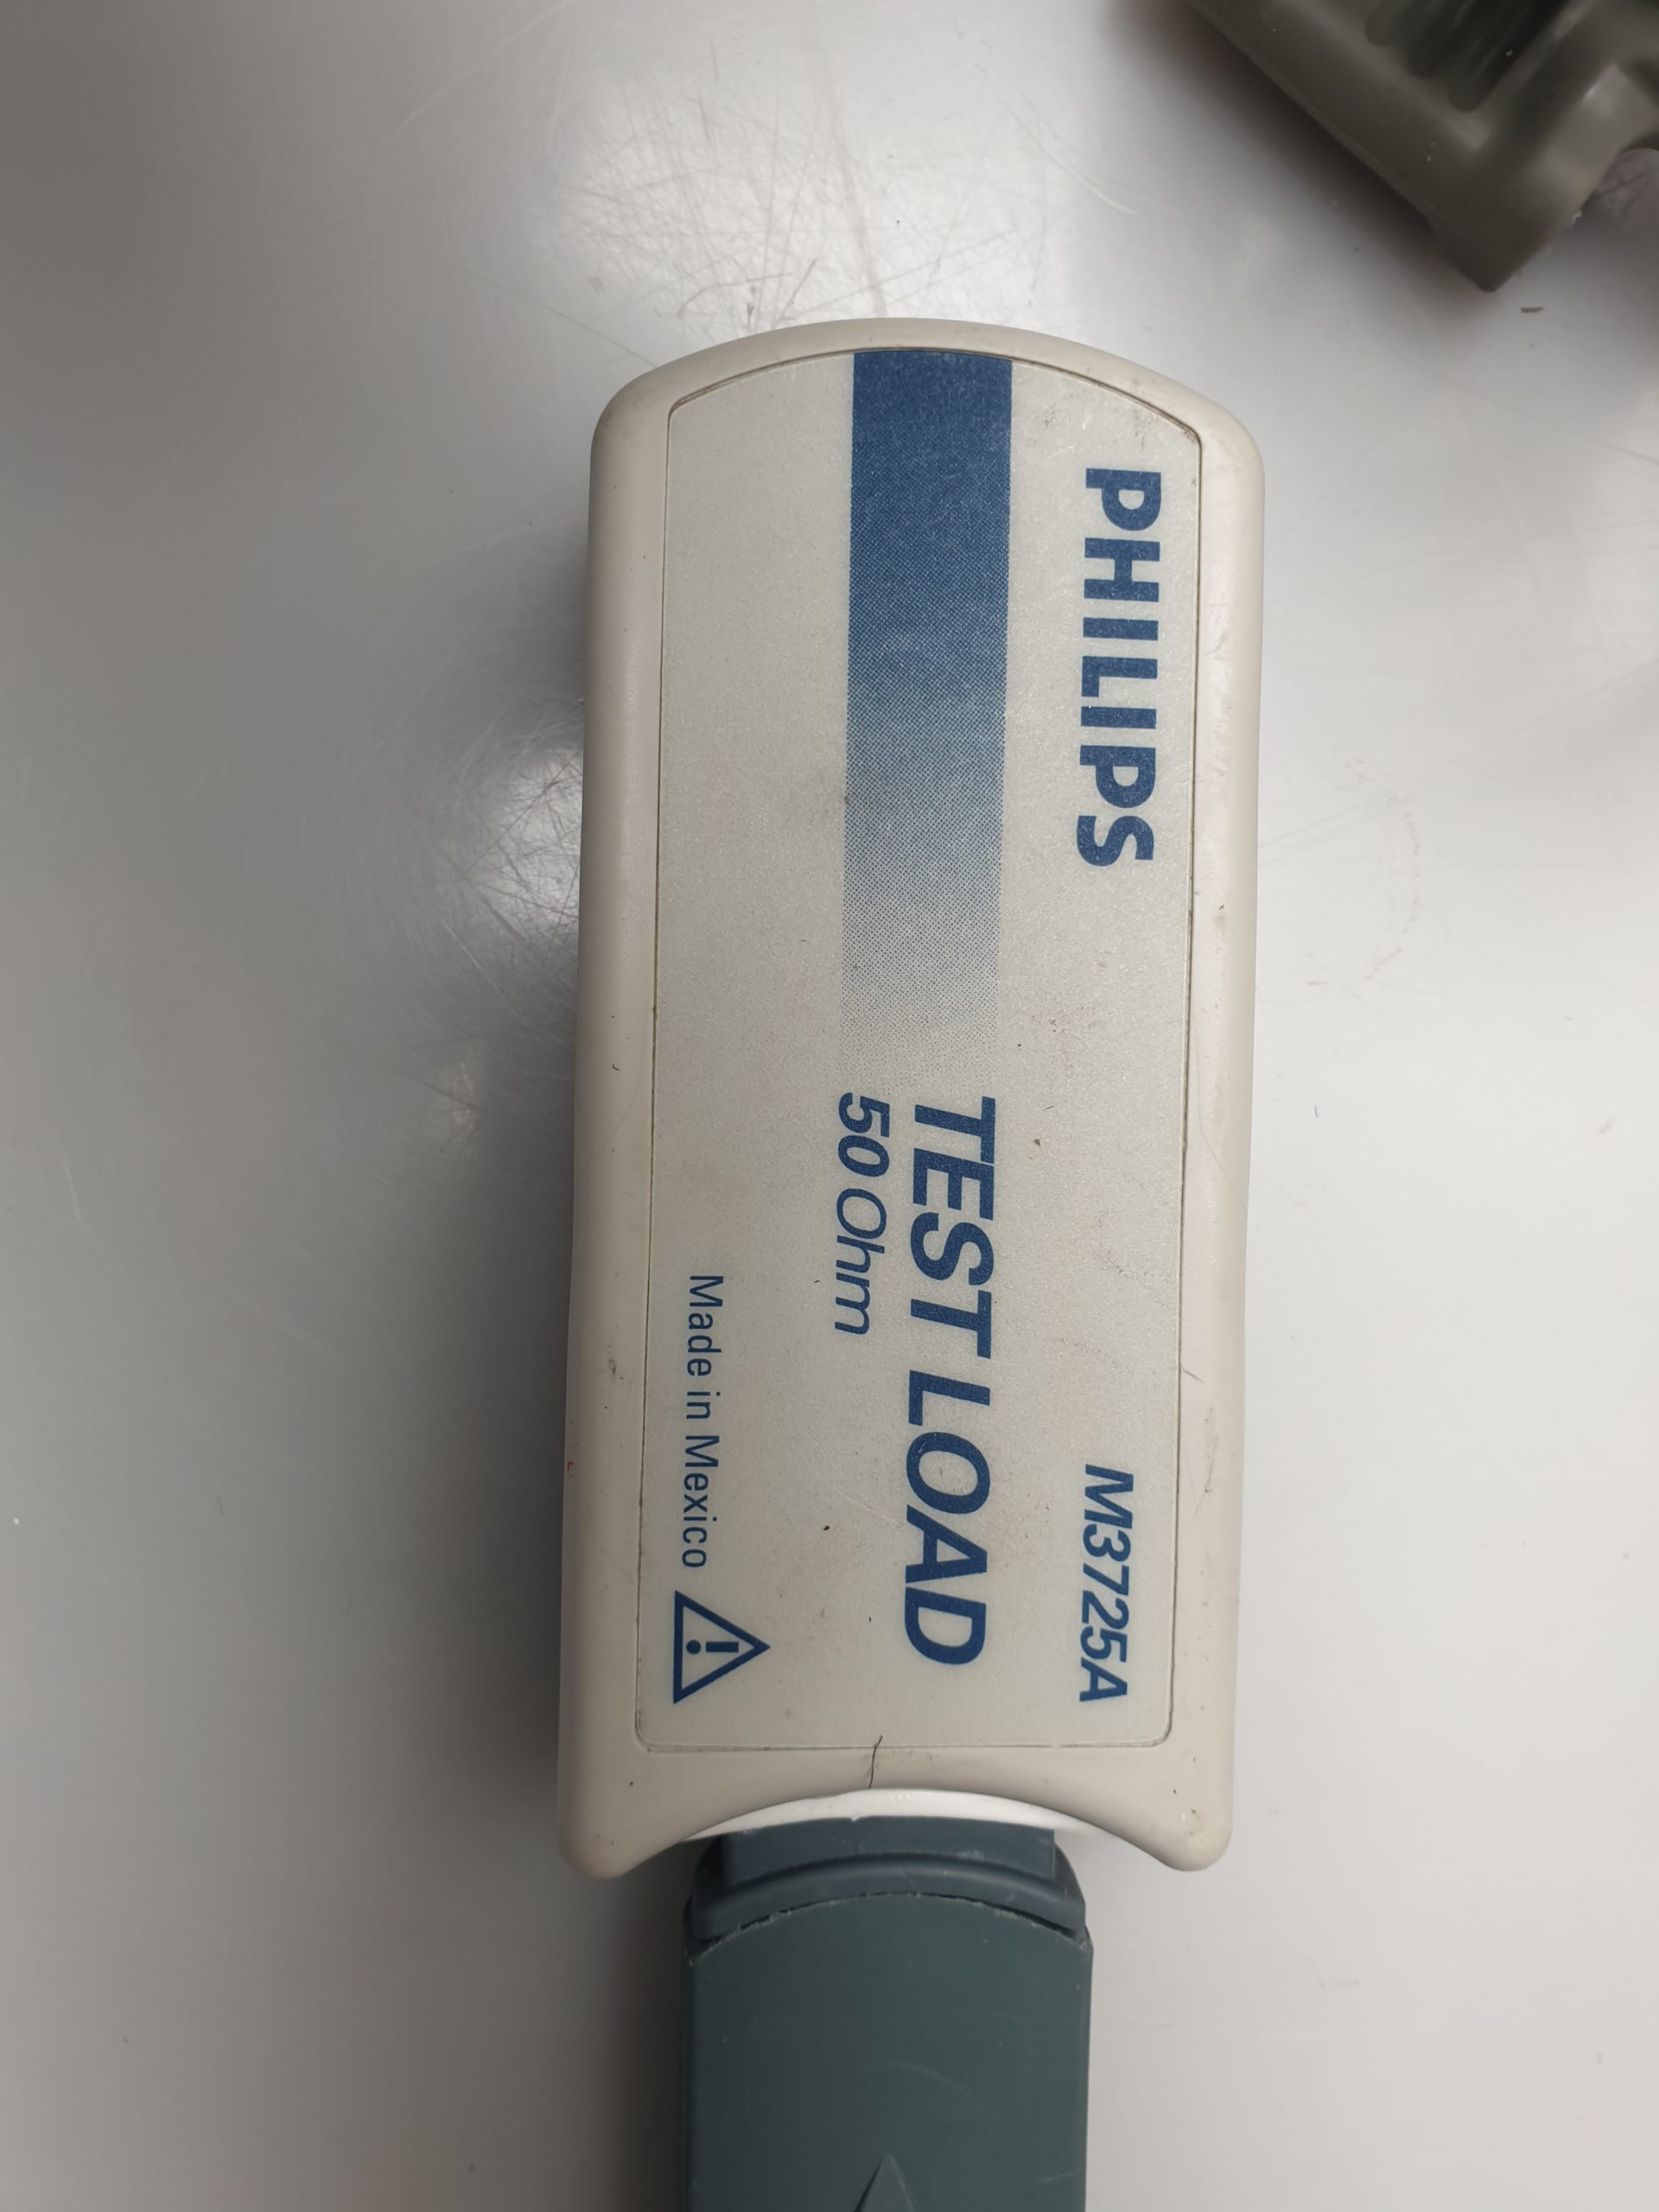 PHILIPS
M3725A
TEST LOAD
50 Ohm
Made in Mexico